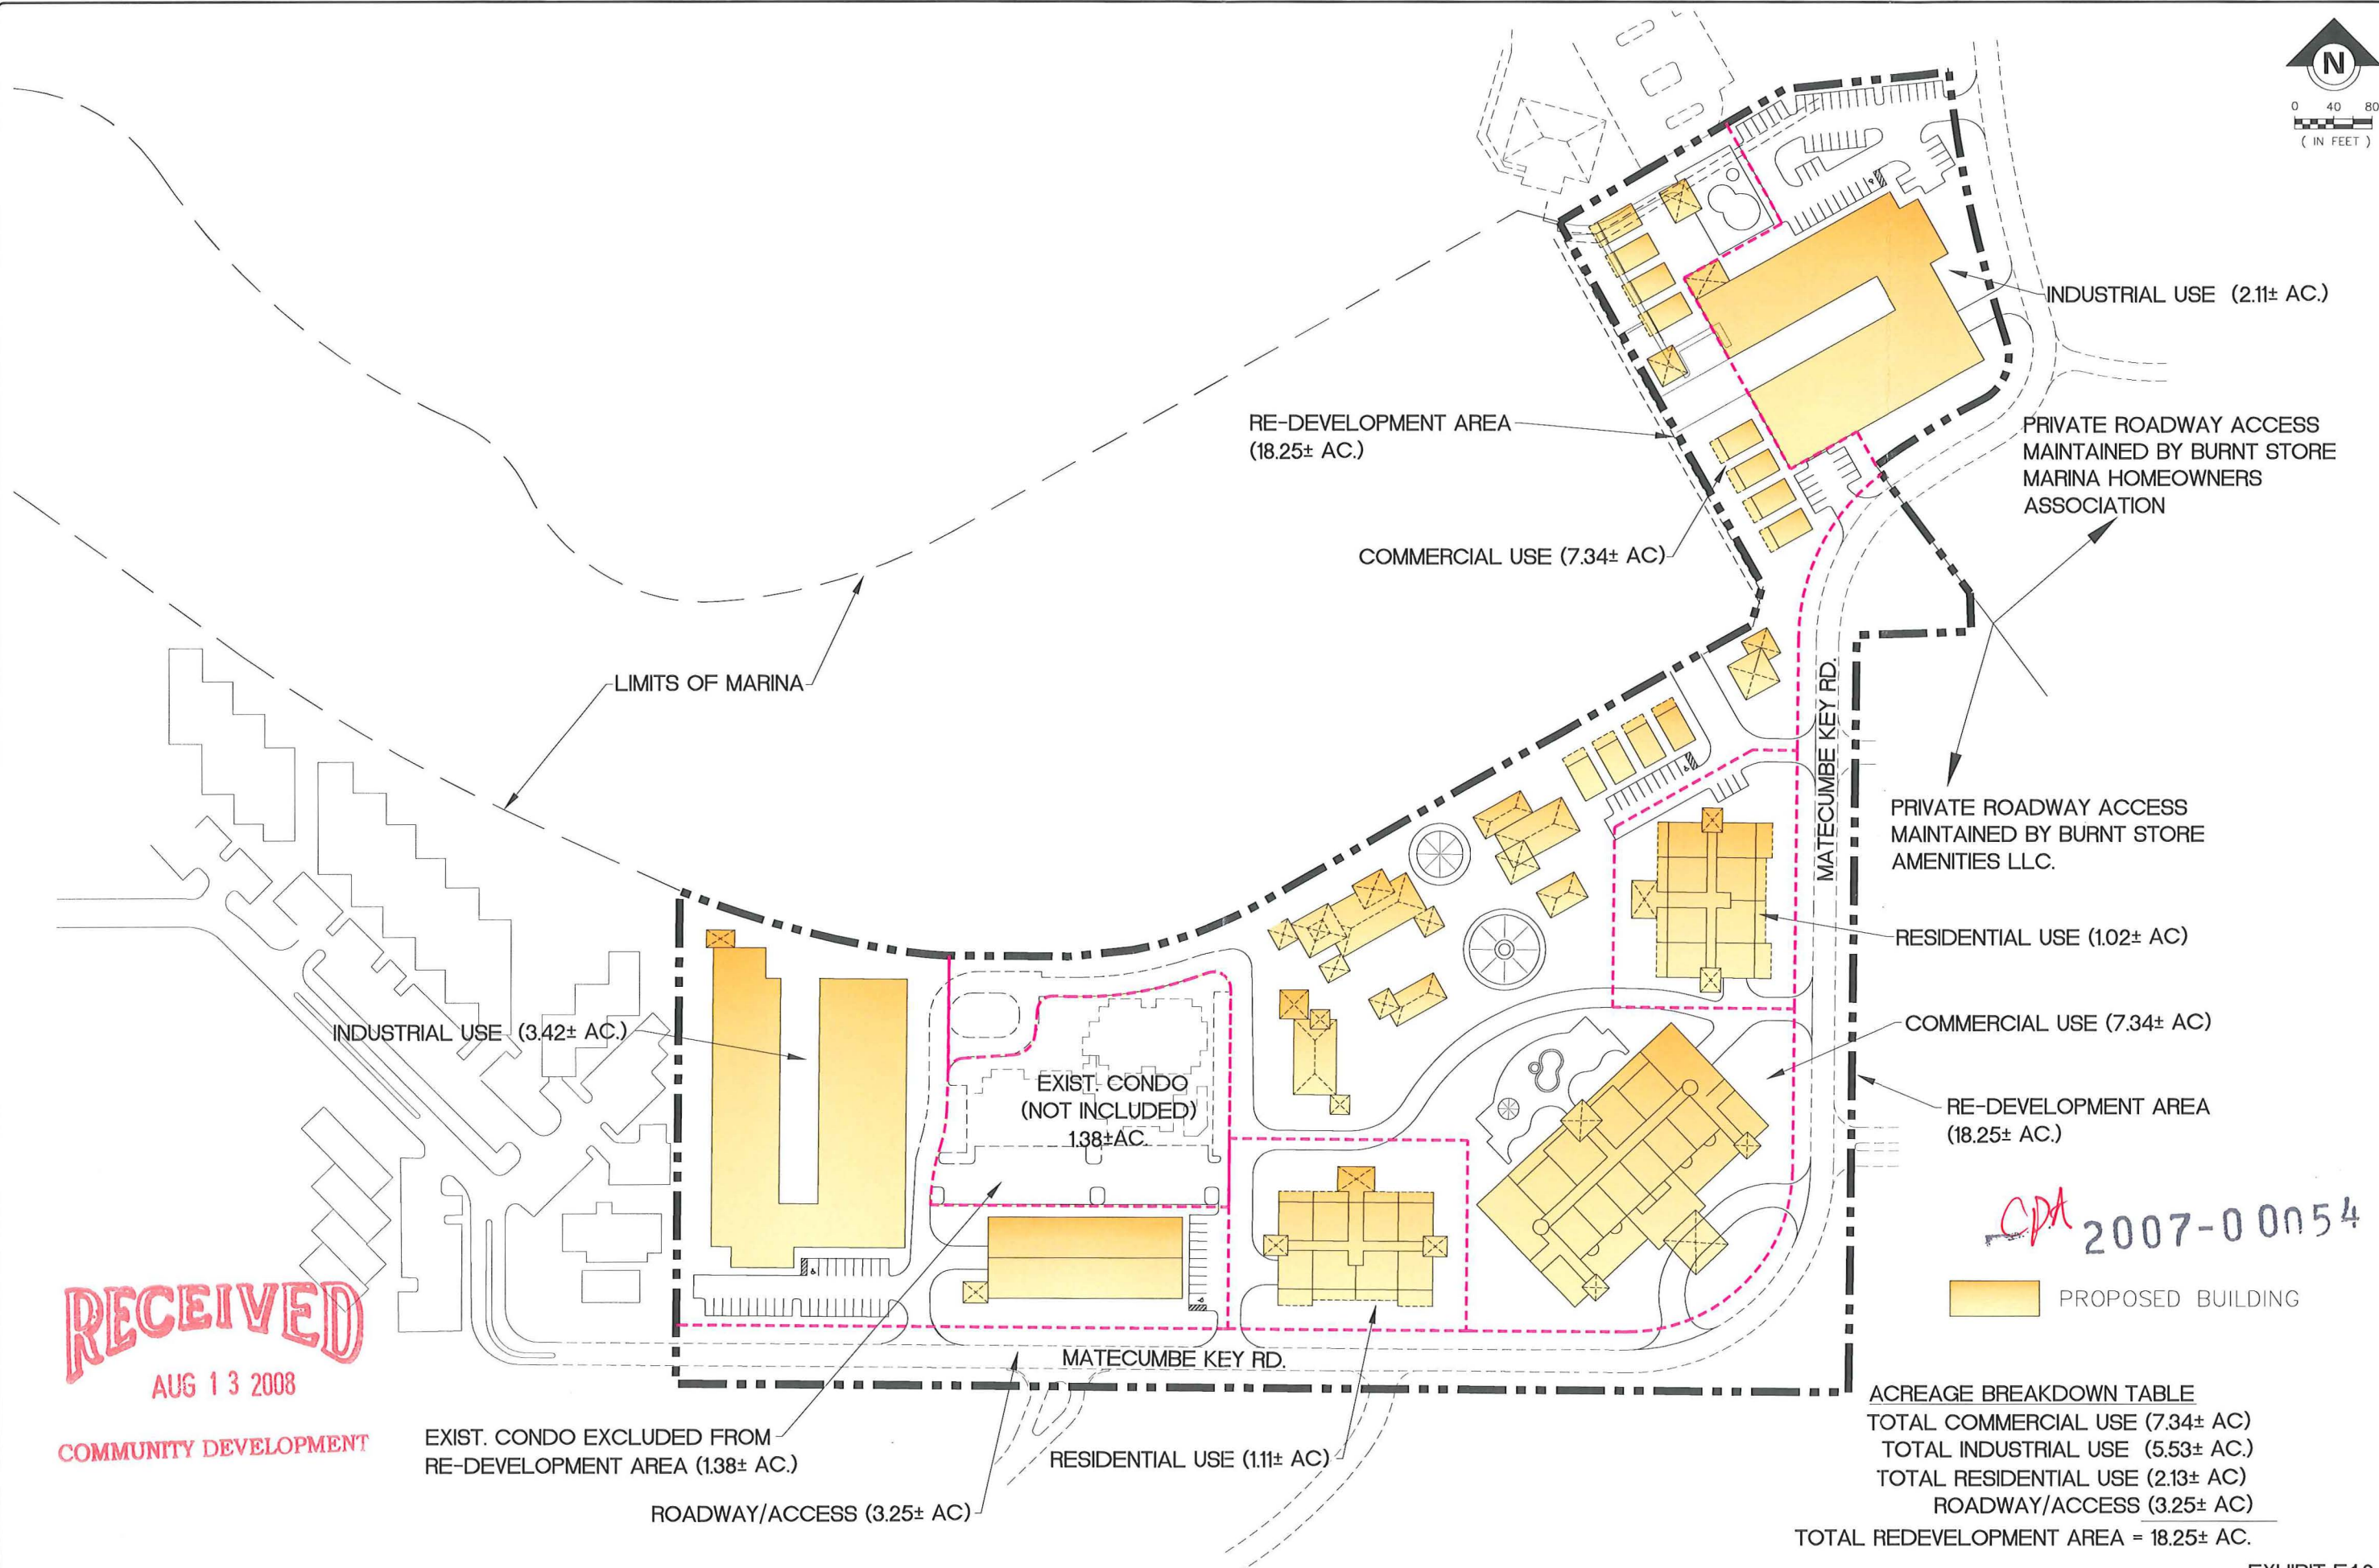 N
0 40 80
( IN FEET )
INDUSTRIAL USE (2.11± AC.)
RE-DEVELOPMENT AREA
(18.25± AC.)
PRIVATE ROADWAY ACCESS
MAINTAINED BY BURNT STORE
MARINA HOMEOWNERS
ASSOCIATION
COMMERCIAL USE (7.34± AC)
LIMITS OF MARINA
MATECUMBE KEY RD.
PRIVATE ROADWAY ACCESS
MAINTAINED BY BURNT STORE
AMENITIES LLC.
RESIDENTIAL USE (1.02± AC)
COMMERCIAL USE (7.34± AC)
INDUSTRIAL USE (3.42± AC.)
EXIST. CONDO
(NOT INCLUDED)
1.38±AC.
RE-DEVELOPMENT AREA
(18.25± AC.)
CPA 2007-00054
PROPOSED BUILDING
RECEIVED
AUG 13 2008
COMMUNITY DEVELOPMENT
MATECUMBE KEY RD.
EXIST. CONDO EXCLUDED FROM
RE-DEVELOPMENT AREA (1.38± AC.)
RESIDENTIAL USE (1.11± AC)
ROADWAY/ACCESS (3.25± AC)
ACREAGE BREAKDOWN TABLE
TOTAL COMMERCIAL USE (7.34± AC)
TOTAL INDUSTRIAL USE (5.53± AC.)
TOTAL RESIDENTIAL USE (2.13± AC)
ROADWAY/ACCESS (3.25± AC)
TOTAL REDEVELOPMENT AREA = 18.25± AC.